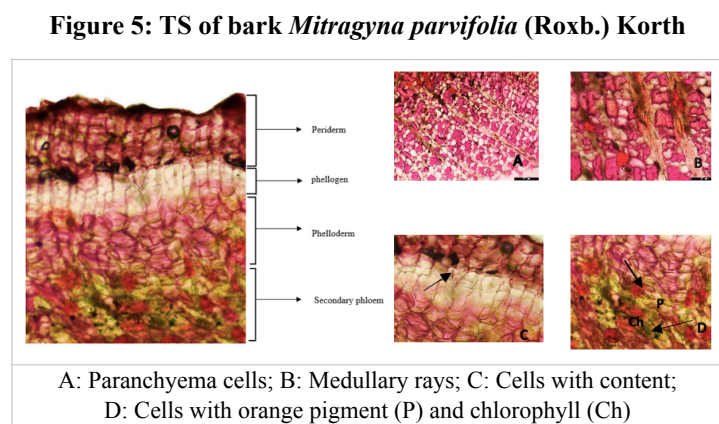 Figure 5: TS of bark Mitragyna parvifolia (Roxb.) Korth
Periderm
phellogen
Phelloderm
Secondary phloem
A
B
C
P
Ch
D
A: Paranchyema cells; B: Medullary rays; C: Cells with content;
D: Cells with orange pigment (P) and chlorophyll (Ch)